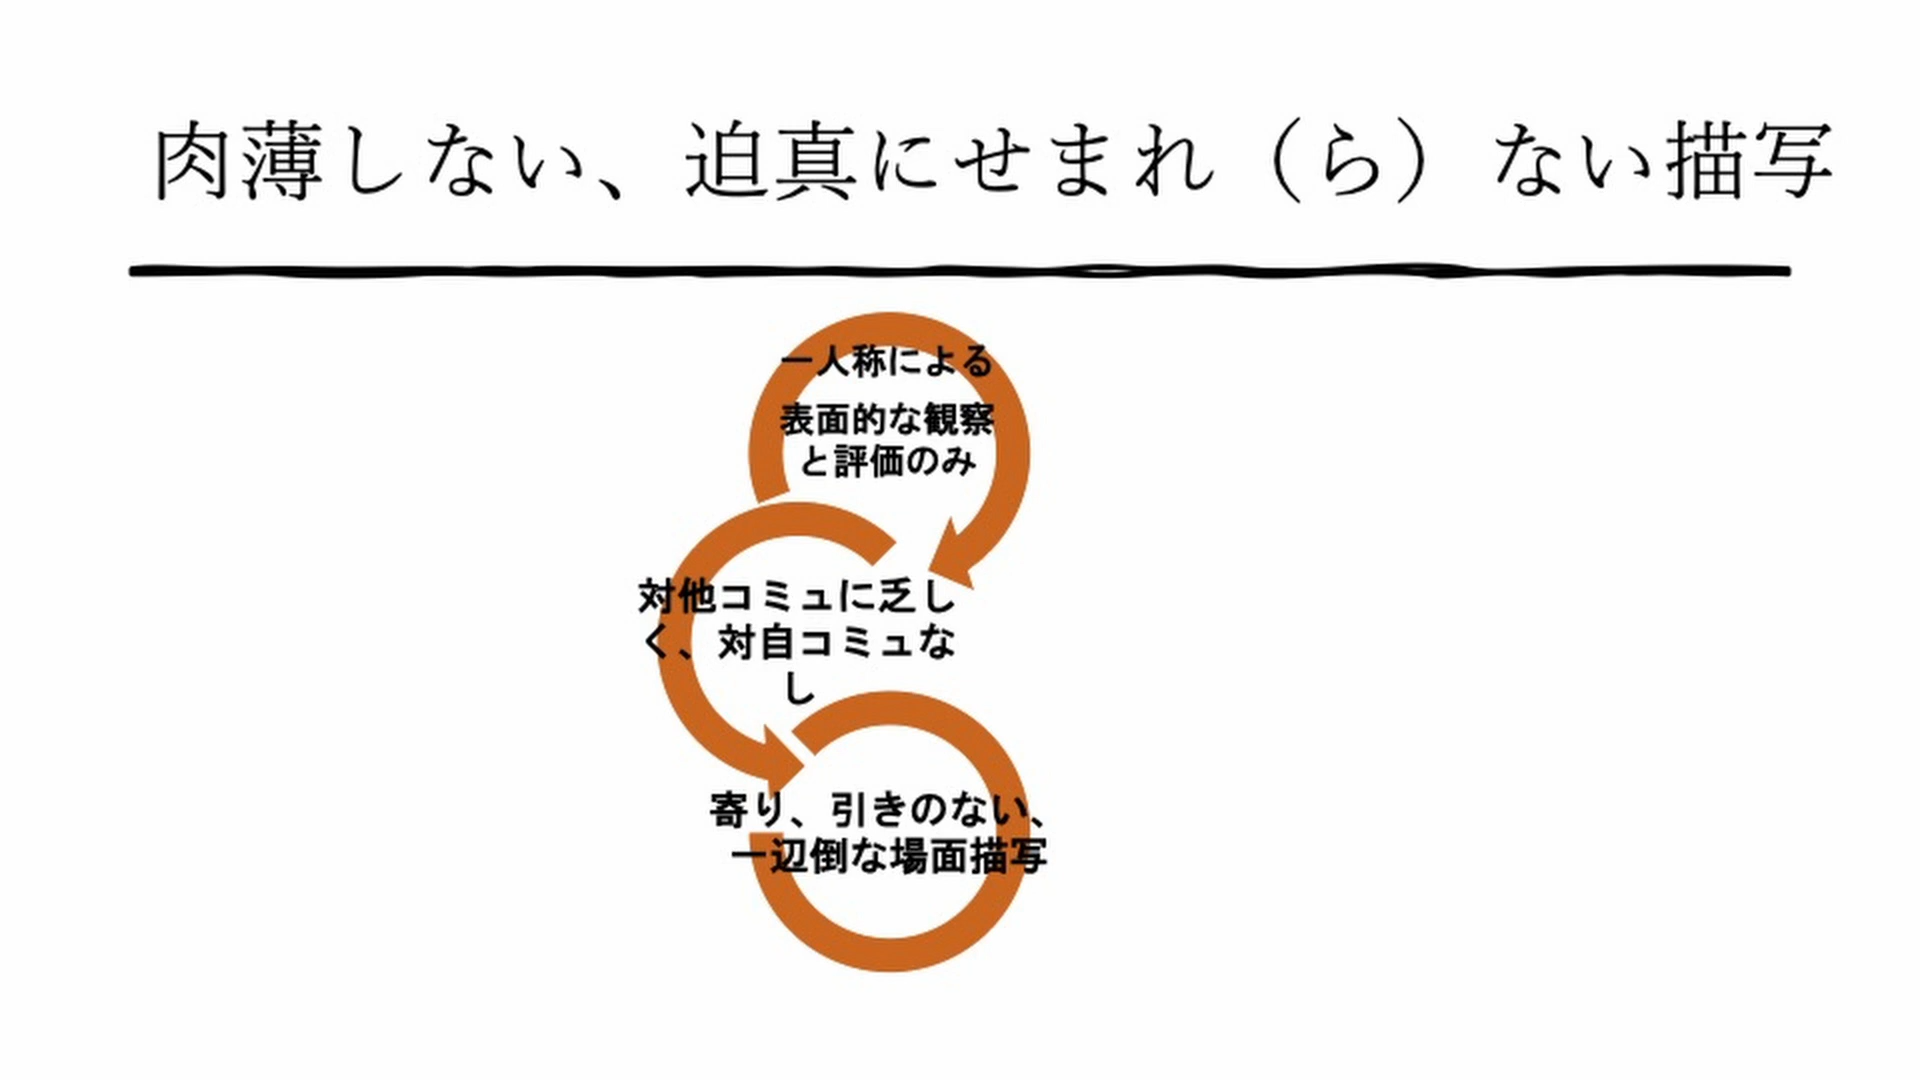 肉薄しない、迫真にせまれ（ら）ない描写
一人称による
表面的な観察
と評価のみ
対他コミュに乏し
く、対自コミュな
し
寄り、引きのない、
一辺倒な場面描写